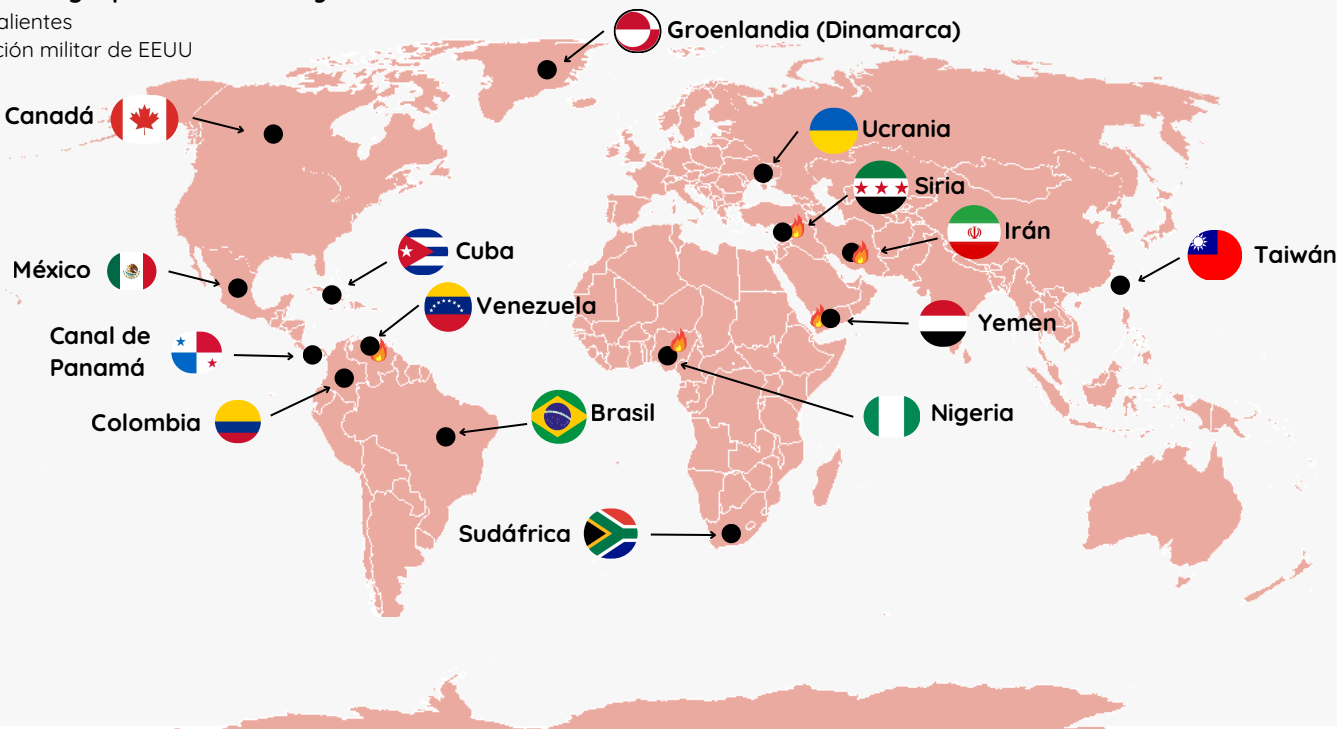 Groenlandia (Dinamarca)
alientes
ción militar de EEUU
Canadá
Ucrania
Siria
Irán
Cuba
Taiwán
México
Venezuela
Yemen
Canal de
Panamá
Colombia
Brasil
Nigeria
Sudáfrica